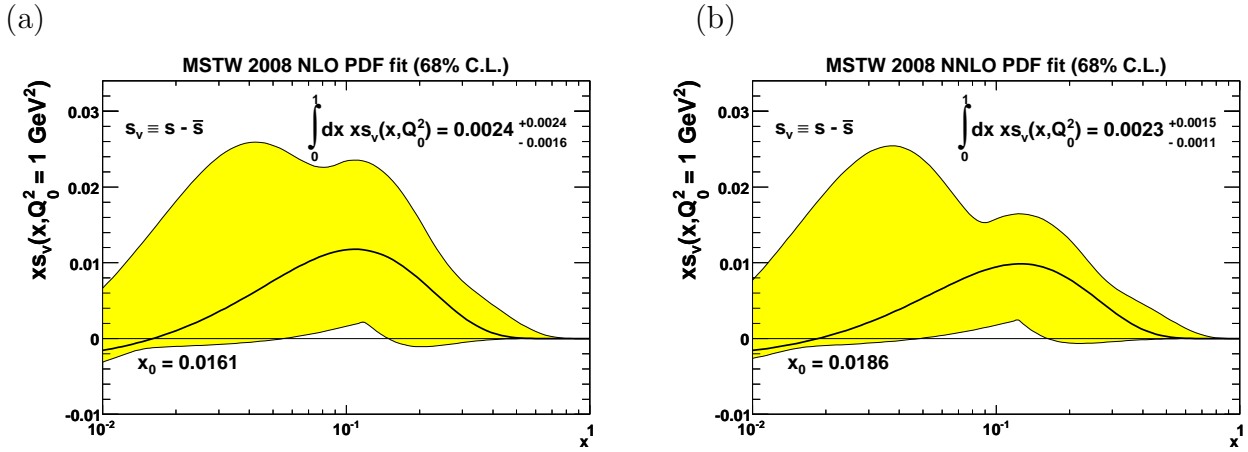 (a)
MSTW 2008 NLO PDF fit (68% C.L.)
xs_v(x,Q_0^2 = 1 GeV^2)
0.03
0.02
0.01
0
-0.01
s_v ≡ s - s̅
∫_0^1 dx xs_v(x,Q_0^2) = 0.0024 +0.0024 - 0.0016
x_0 = 0.0161
10^-2
10^-1
1
x
(b)
MSTW 2008 NNLO PDF fit (68% C.L.)
xs_v(x,Q_0^2 = 1 GeV^2)
0.03
0.02
0.01
0
-0.01
s_v ≡ s - s̅
∫_0^1 dx xs_v(x,Q_0^2) = 0.0023 +0.0015 - 0.0011
x_0 = 0.0186
10^-2
10^-1
1
x